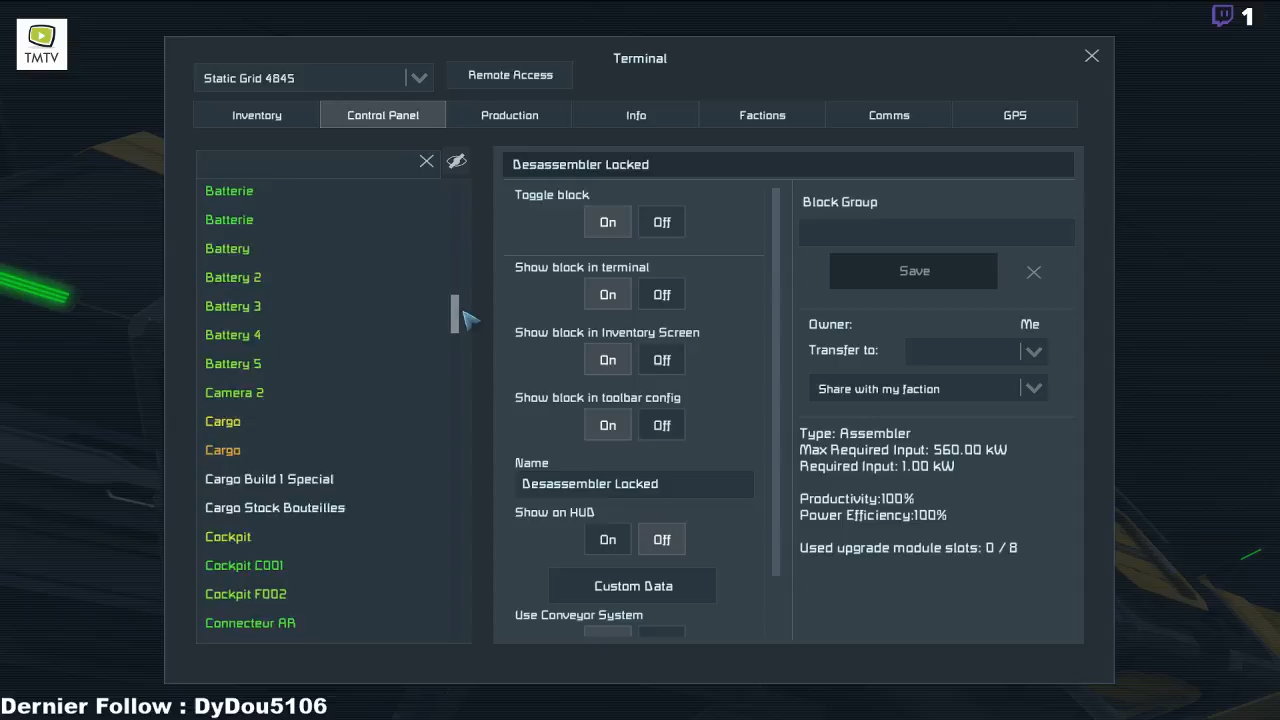 TMTV
1
Terminal
Static Grid 4845
Remote Access
Inventory
Control Panel
Production
Info
Factions
Comms
GPS
Batterie
Batterie
Battery
Battery 2
Battery 3
Battery 4
Battery 5
Camera 2
Cargo
Cargo
Cargo Build 1 Special
Cargo Stock Bouteilles
Cockpit
Cockpit C001
Cockpit F002
Connecteur AR
Desassembler Locked
Toggle block
On Off
Show block in terminal
On Off
Show block in Inventory Screen
On Off
Show block in toolbar config
On Off
Name
Desassembler Locked
Show on HUD
On Off
Custom Data
Use Conveyor System
Block Group
Save
Owner: Me
Transfer to:
Share with my faction
Type: Assembler
Max Required Input: 560.00 kW
Required Input: 1.00 kW
Productivity:100%
Power Efficiency:100%
Used upgrade module slots: 0 / 8
Dernier Follow : DyDou5106